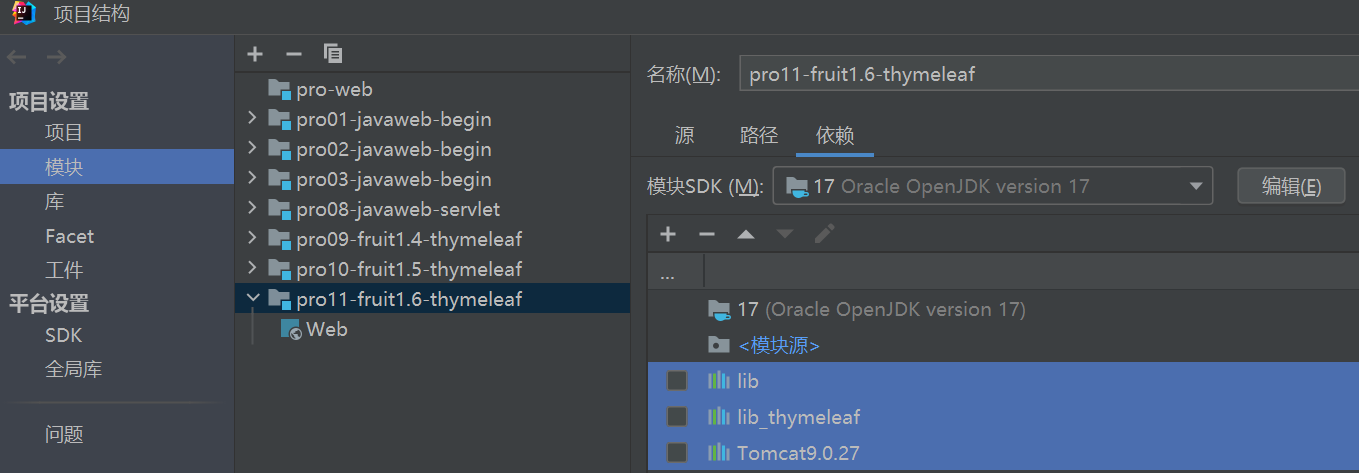 项目结构
项目设置
项目
模块
库
Facet
工件
平台设置
SDK
全局库
问题
pro-web
pro01-javaweb-begin
pro02-javaweb-begin
pro03-javaweb-begin
pro08-javaweb-servlet
pro09-fruit1.4-thymeleaf
pro10-fruit1.5-thymeleaf
pro11-fruit1.6-thymeleaf
Web
名称(M): pro11-fruit1.6-thymeleaf
源 路径 依赖
模块SDK (M): 17 Oracle OpenJDK version 17 编辑(E)
...
17 (Oracle OpenJDK version 17)
<模块源>
lib
lib_thymeleaf
Tomcat9.0.27